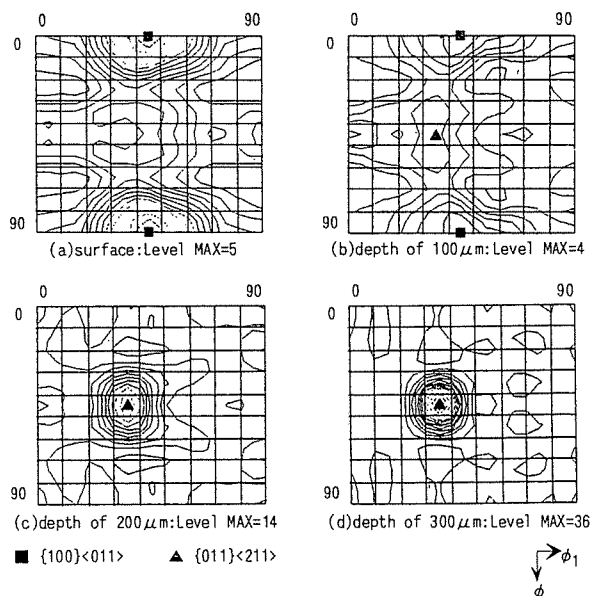 0 90 0 90
0 0
90 90
(a)surface:Level MAX=5 (b)depth of 100μm:Level MAX=4
0 90 0 90
0 0
90 90
(c)depth of 200μm:Level MAX=14 (d)depth of 300μm:Level MAX=36
■ {100}<011> ▲ {011}<211>
ϕ1
ϕ